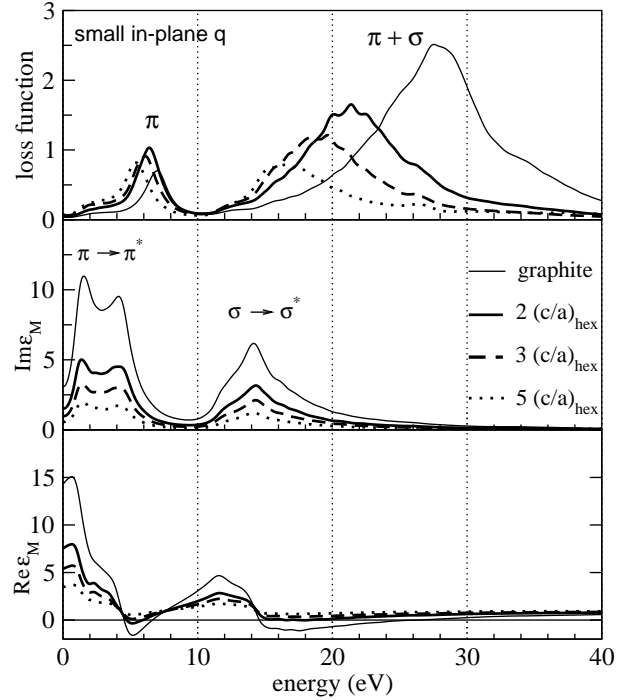 small in-plane q
π + σ
π
loss function
3
2
1
0
π → π*
σ → σ*
graphite
2 (c/a)hex
3 (c/a)hex
5 (c/a)hex
Imε_M
10
5
0
Reε_M
15
10
5
0
0 10 20 30 40
energy (eV)